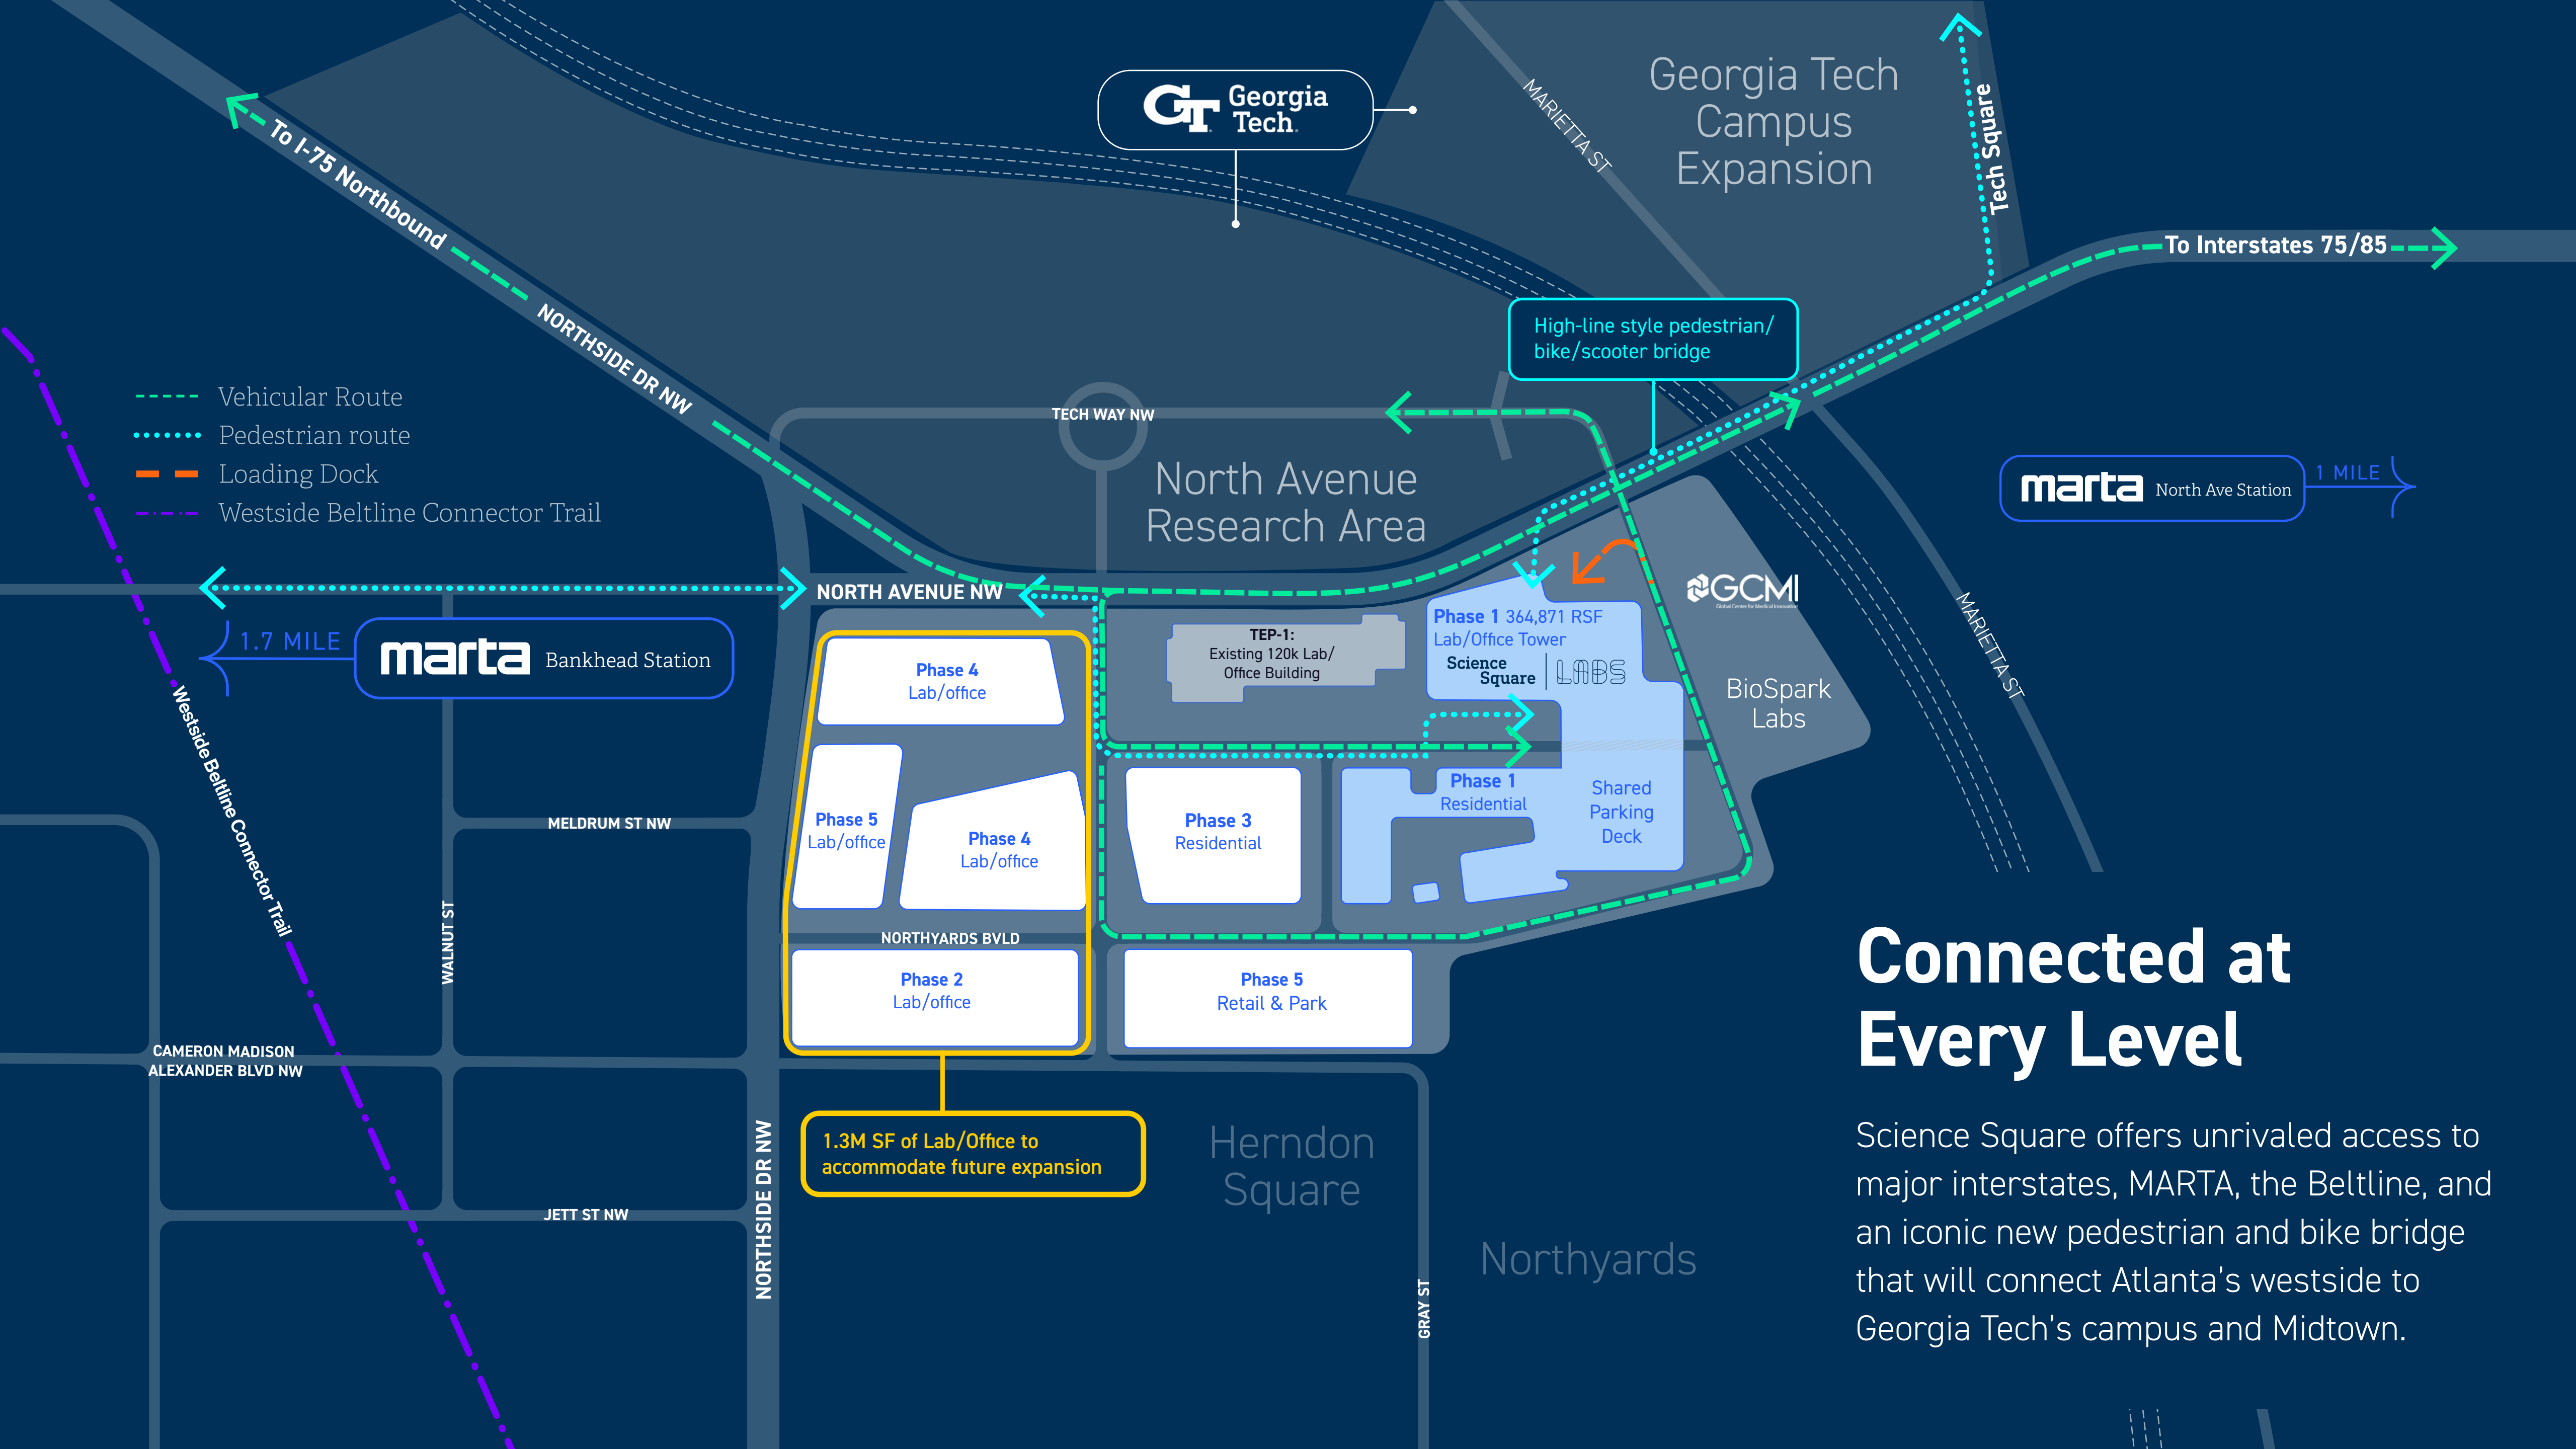 GT Georgia
Tech
Georgia Tech
Campus
Expansion
MARIETTA ST
Tech Square
To Interstates 75/85
To I-75 Northbound
NORTHSIDE DR NW
High-line style pedestrian/
bike/scooter bridge
Vehicular Route
Pedestrian route
Loading Dock
Westside Beltline Connector Trail
TECH WAY NW
North Avenue
Research Area
marta North Ave Station
1 MILE
NORTH AVENUE NW
1.7 MILE
marta Bankhead Station
GCMI
Global Center for Medical Innovation
MARIETTA ST
BioSpark
Labs
Phase 1 364,871 RSF
Lab/Office Tower
Science
Square
LABS
TEP-1:
Existing 120k Lab/
Office Building
Phase 4
Lab/office
Phase 5
Lab/office
Phase 4
Lab/office
Phase 3
Residential
Phase 1
Residential
Shared
Parking
Deck
Westside Beltline Connector Trail
MELDRUM ST NW
WALNUT ST
NORTHYARDS BVLD
Phase 2
Lab/office
Phase 5
Retail & Park
CAMERON MADISON
ALEXANDER BLVD NW
1.3M SF of Lab/Office to
accommodate future expansion
NORTHSIDE DR NW
JETT ST NW
Herndon
Square
Northyards
GRAY ST
Connected at
Every Level
Science Square offers unrivaled access to
major interstates, MARTA, the Beltline, and
an iconic new pedestrian and bike bridge
that will connect Atlanta's westside to
Georgia Tech's campus and Midtown.